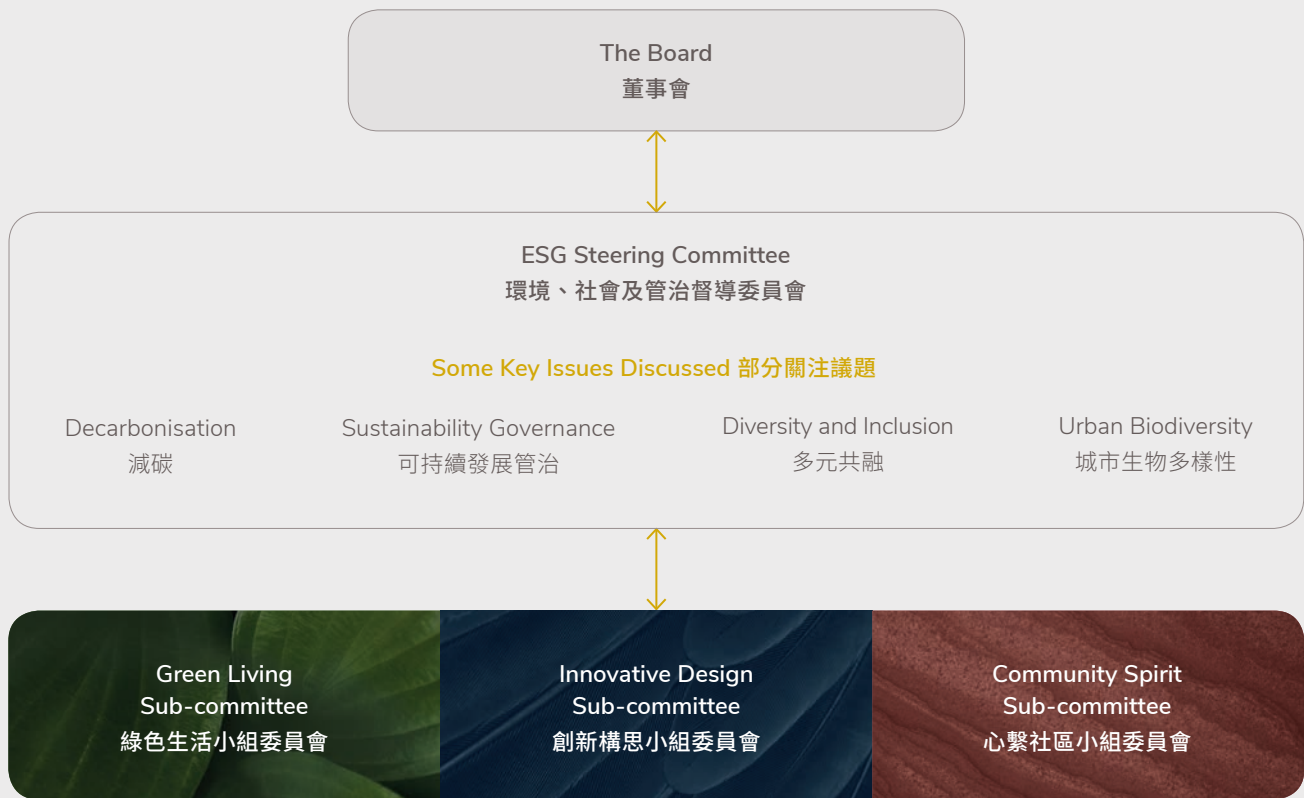 The Board
董事會
ESG Steering Committee
環境、社會及管治督導委員會
Some Key Issues Discussed 部分關注議題
Decarbonisation
減碳
Sustainability Governance
可持續發展管治
Diversity and Inclusion
多元共融
Urban Biodiversity
城市生物多樣性
Green Living
Sub-committee
綠色生活小組委員會
Innovative Design
Sub-committee
創新構思小組委員會
Community Spirit
Sub-committee
心繫社區小組委員會